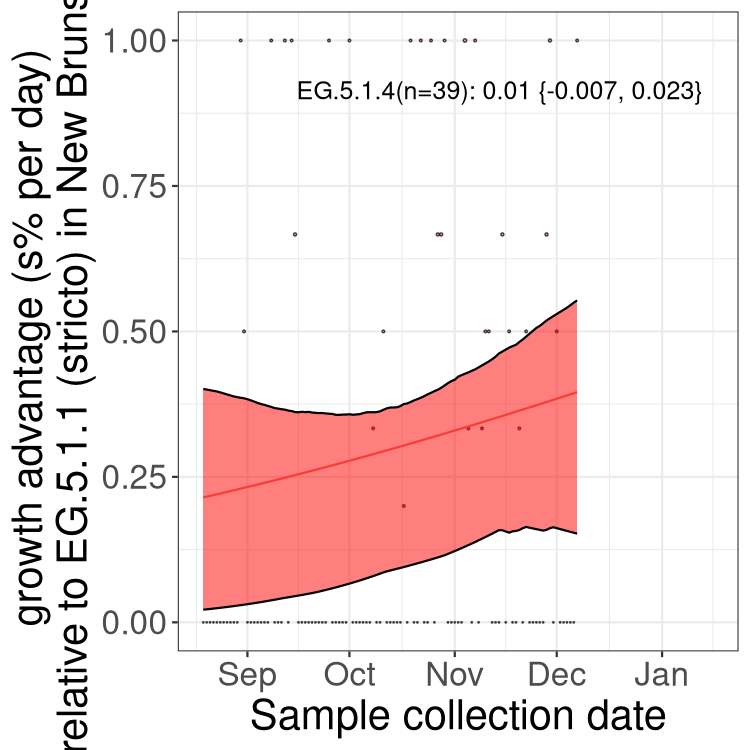 growth advantage (s% per day)
relative to EG.5.1.1 (stricto) in New
1.00
0.75
0.50
0.25
0.00
EG.5.1.4(n=39): 0.01 {-0.007, 0.023}
Sep Oct Nov Dec Jan
Sample collection date